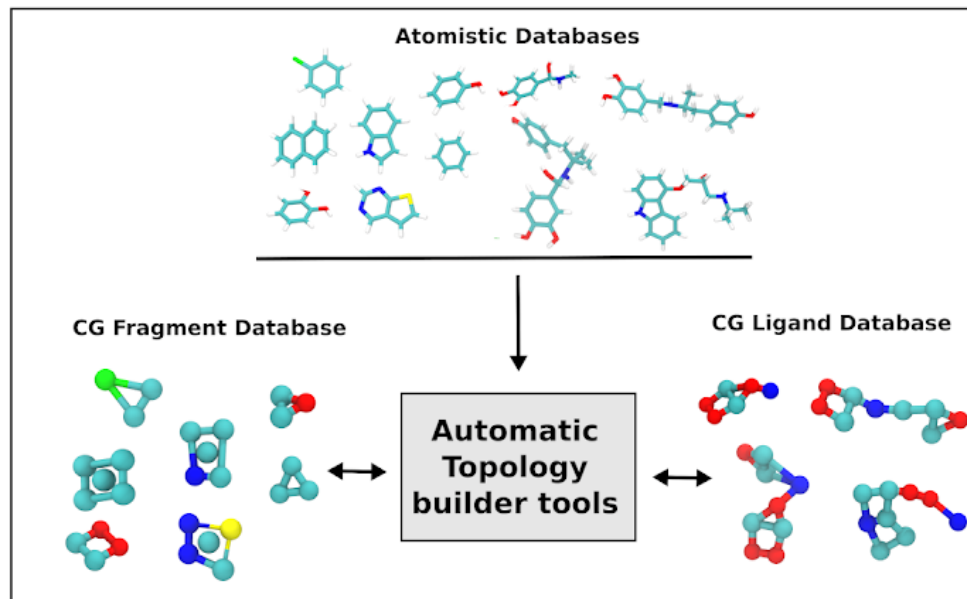 Atomistic Databases
CG Fragment Database
CG Ligand Database
Automatic
Topology
builder tools